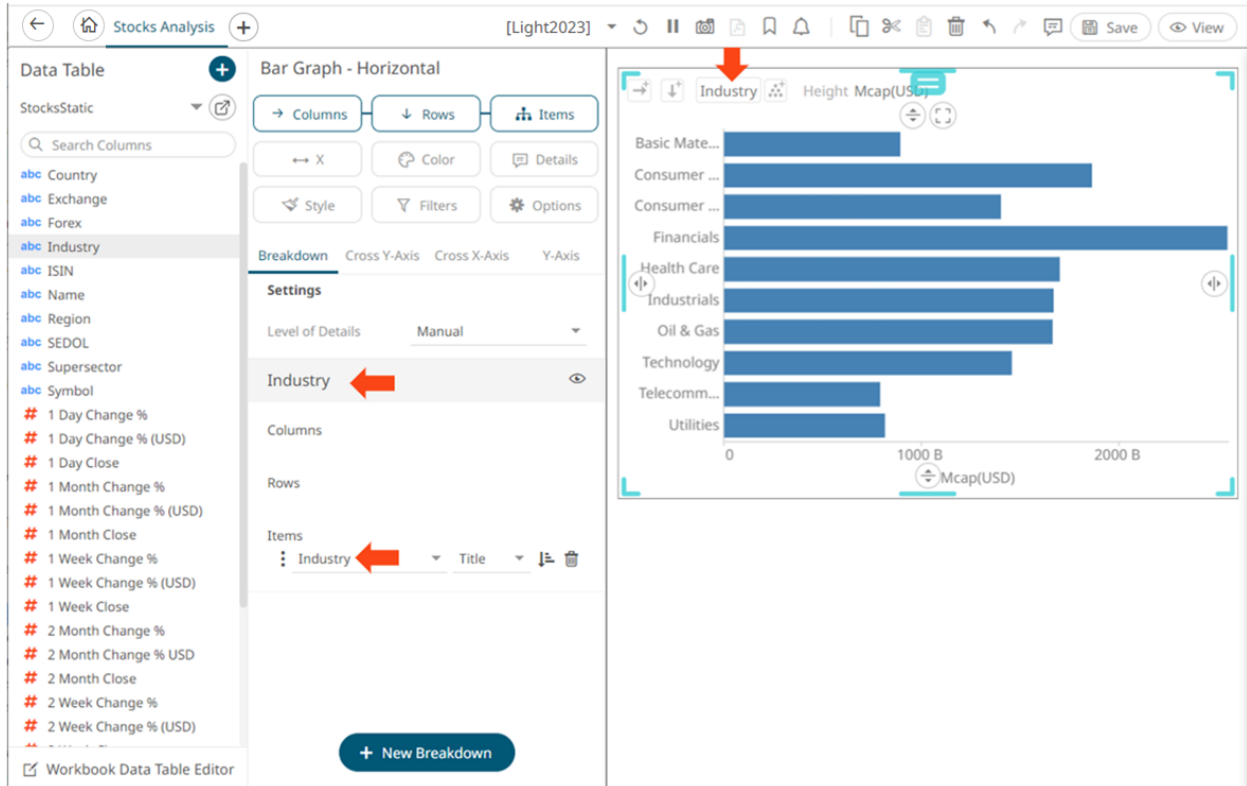 Stocks Analysis
[Light2023]
Save
View
Data Table
StocksStatic
Search Columns
abc Country
abc Exchange
abc Forex
abc Industry
abc ISIN
abc Name
abc Region
abc SEDOL
abc Supersector
abc Symbol
# 1 Day Change %
# 1 Day Change % (USD)
# 1 Day Close
# 1 Month Change %
# 1 Month Change % (USD)
# 1 Month Close
# 1 Week Change %
# 1 Week Change % (USD)
# 1 Week Close
# 2 Month Change %
# 2 Month Change % USD
# 2 Month Close
# 2 Week Change %
# 2 Week Change % (USD)
Workbook Data Table Editor
Bar Graph - Horizontal
Columns
Rows
Items
X
Color
Details
Style
Filters
Options
Breakdown Cross Y-Axis Cross X-Axis Y-Axis
Settings
Level of Details Manual
Industry
Columns
Rows
Items
Industry Title
+ New Breakdown
Industry Height Mcap(USD)
Basic Mate...
Consumer ...
Consumer ...
Financials
Health Care
Industrials
Oil & Gas
Technology
Telecomm...
Utilities
0 1000 B 2000 B
Mcap(USD)